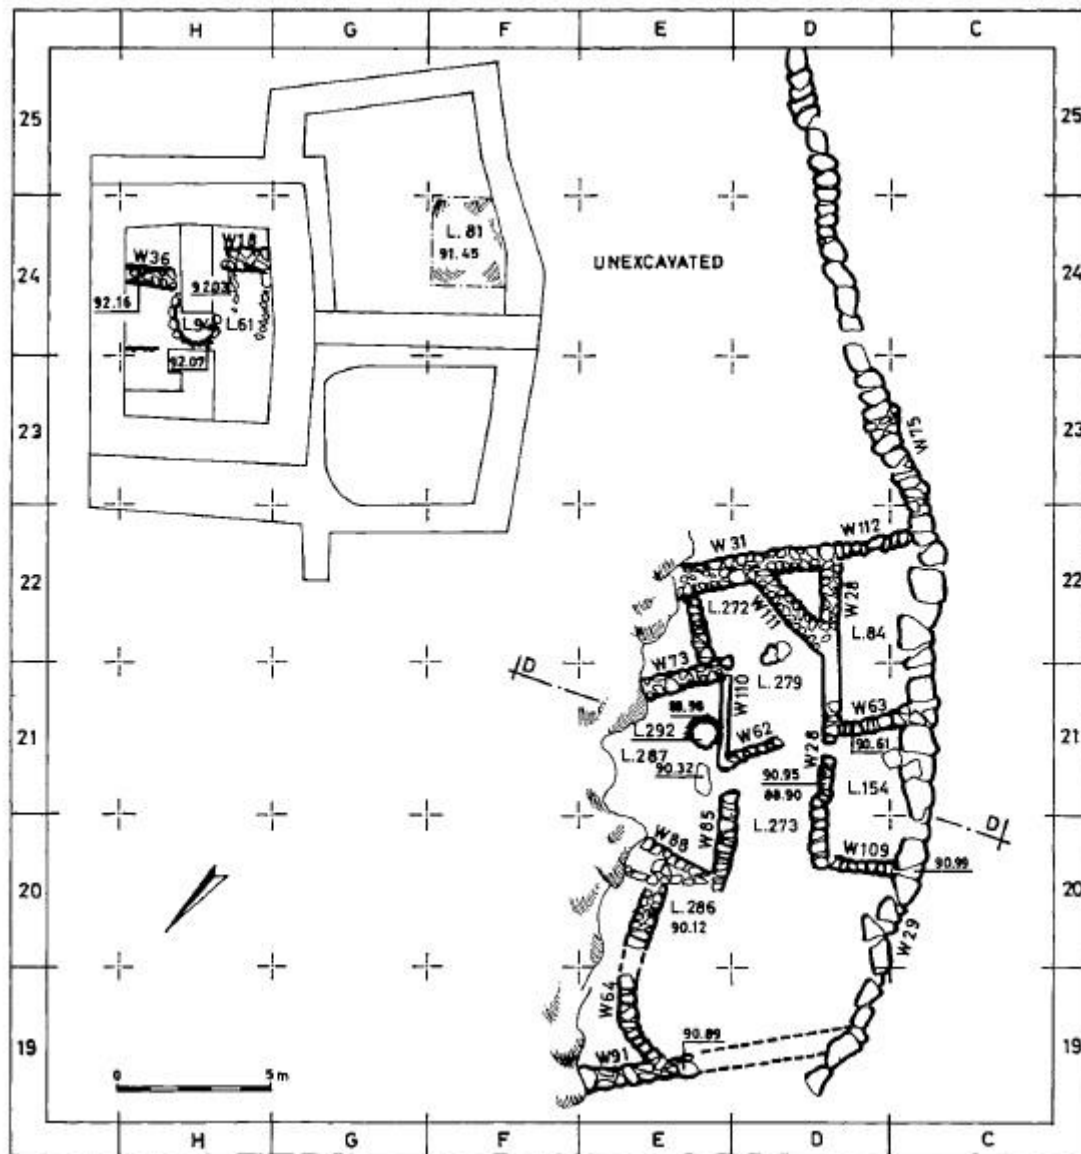 H G F E D C
25 25
L. 81
91.45
UNEXCAVATED
W18
W36
24 24
92.16
L.61
92.07
23 23
W75
W112
W31
22 22
L.272
W111
W28
L.84
W73
D
L.279
W110
W63
88.98
L.292
W62
21 21
L.287
W28
90.61
90.32
90.95
88.90
L.154
L.273
W85
D
W88
W109
90.99
20 20
L.286
90.12
W29
W64
90.89
19 19
W91
0 5m
H G F E D C